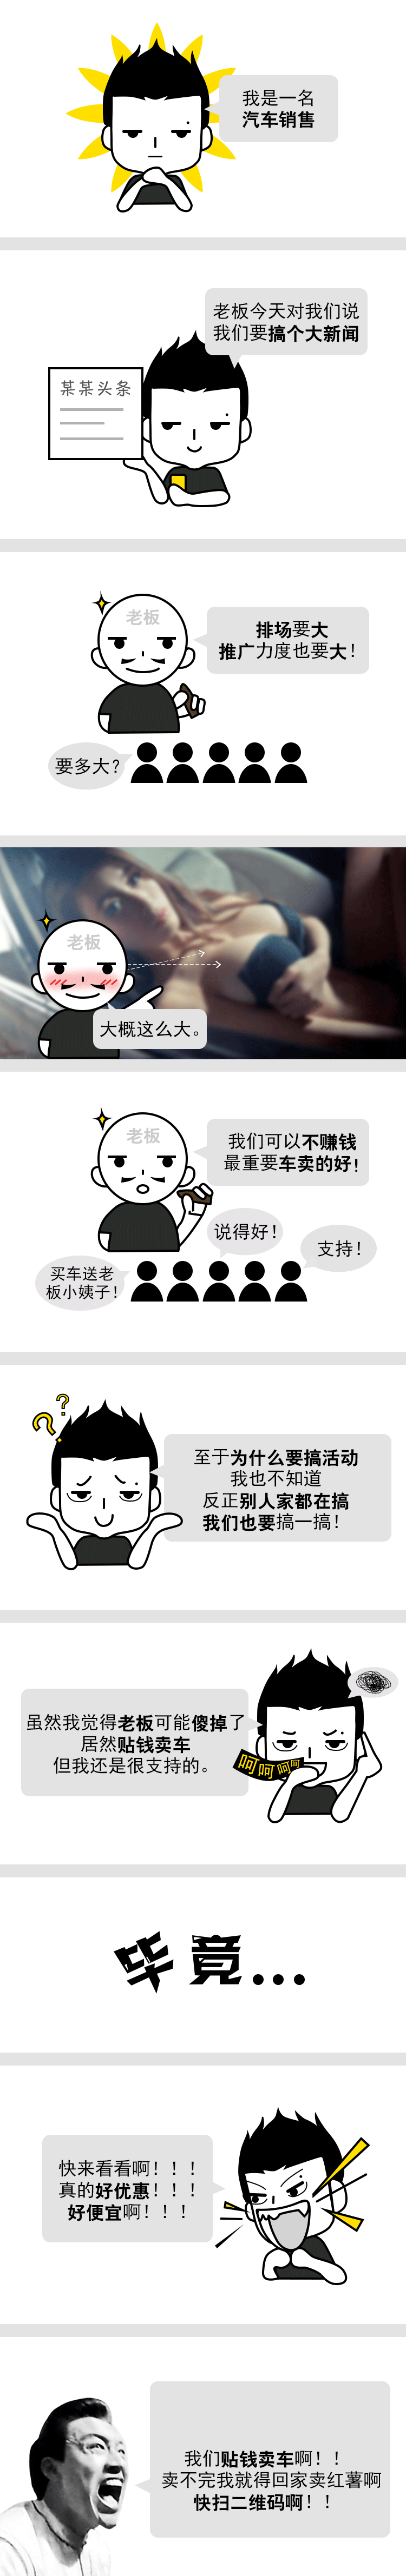 我是一名
汽车销售
老板今天对我们说
我们要搞个大新闻
某某头条
老板
排场要大
推广力度也要大！
要多大？
老板
大概这么大。
老板
我们可以不赚钱
最重要车卖的好！
说得好！
支持！
买车送老
板小姨子！
？
？
至于为什么要搞活动
我也不知道
反正别人家都在搞
我们也要搞一搞！
虽然我觉得老板可能傻掉了
居然贴钱卖车
但我还是很支持的。
呵呵呵呵
毕竟...
快来看看啊！！！
真的好优惠！！！
好便宜啊！！！
我们贴钱卖车啊！！
卖不完我就得回家卖红薯啊
快扫二维码啊！！